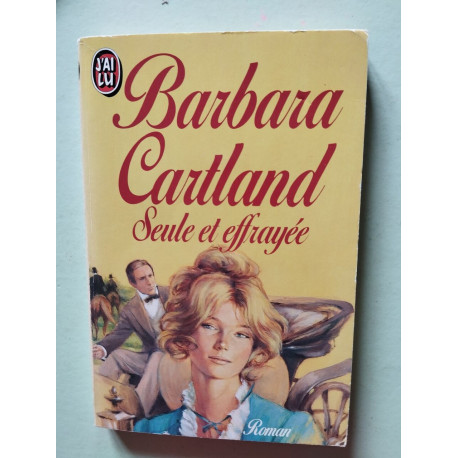 J'AI
LU
Barbara
Cartland
Seule et effrayée
Roman